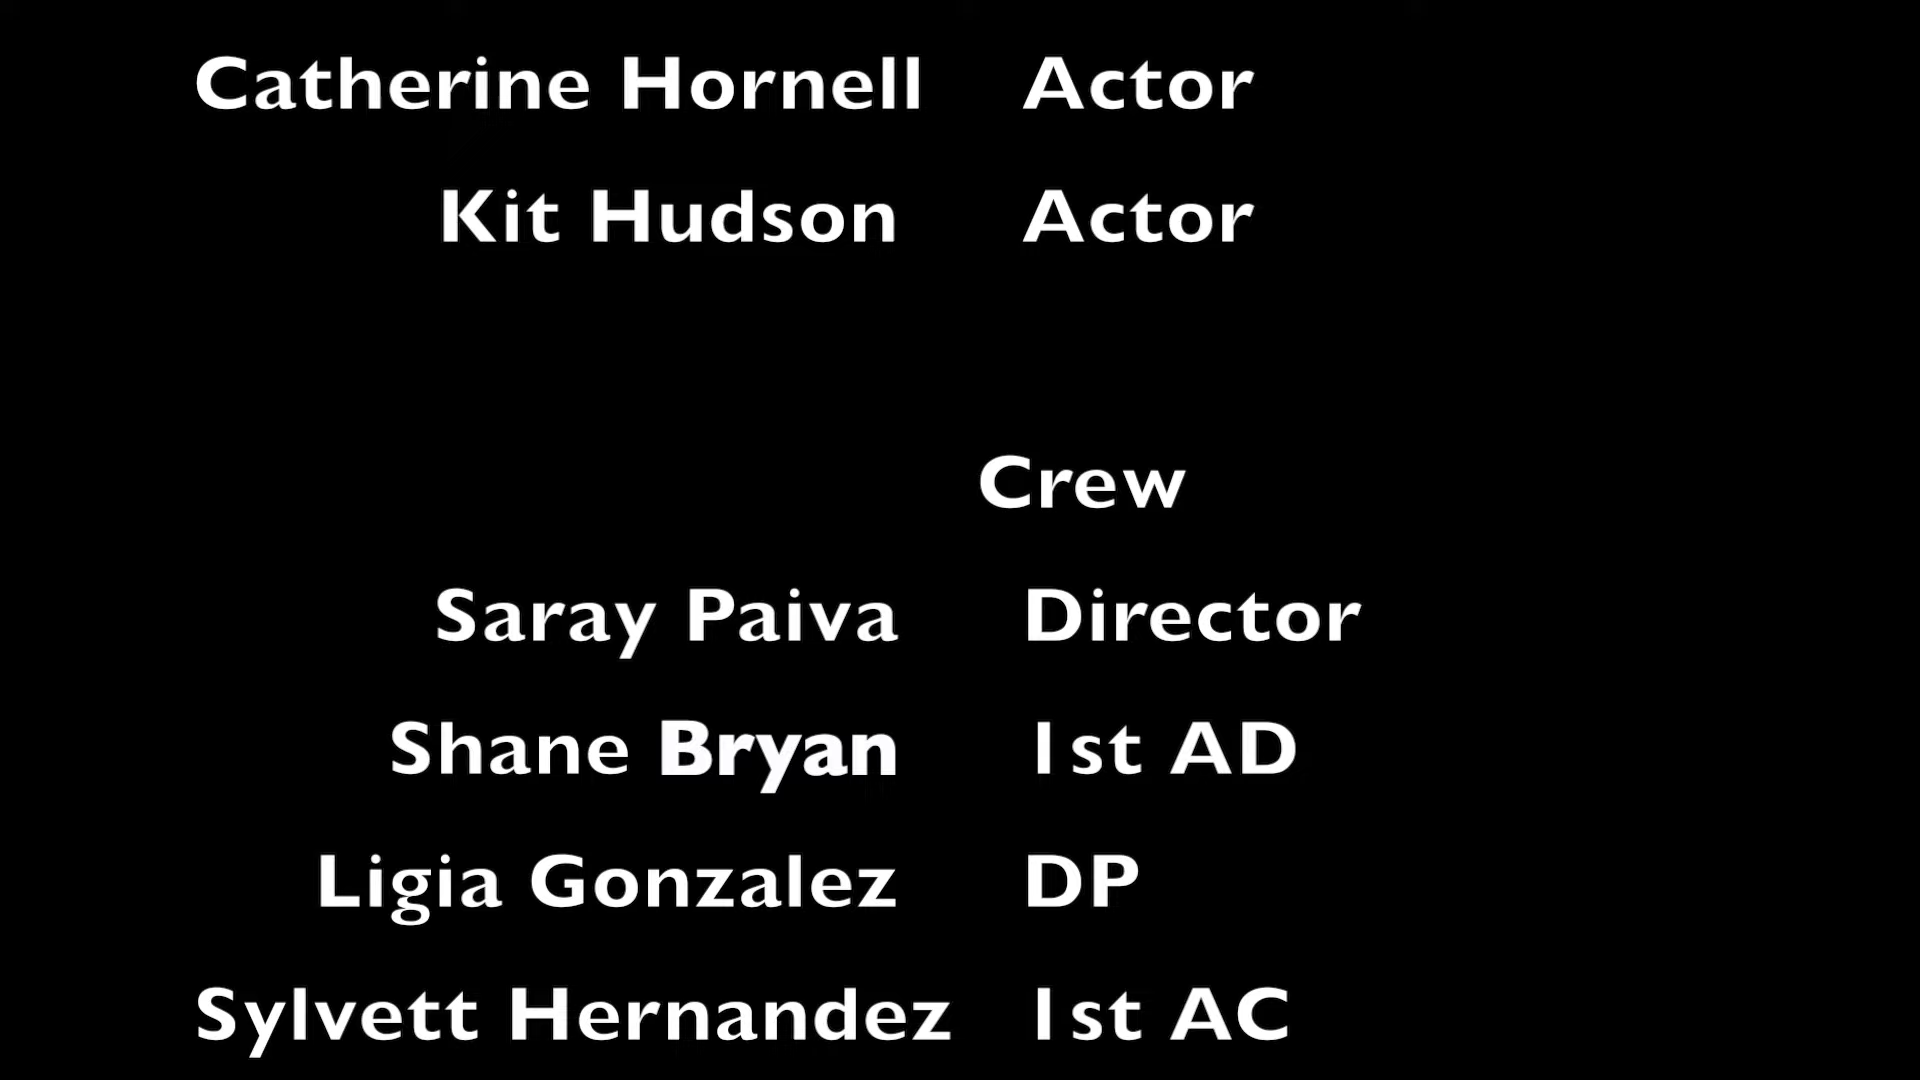 Catherine Hornell Actor
Kit Hudson Actor
Crew
Saray Paiva Director
Shane Bryan 1st AD
Ligia Gonzalez DP
Sylvett Hernandez 1st AC